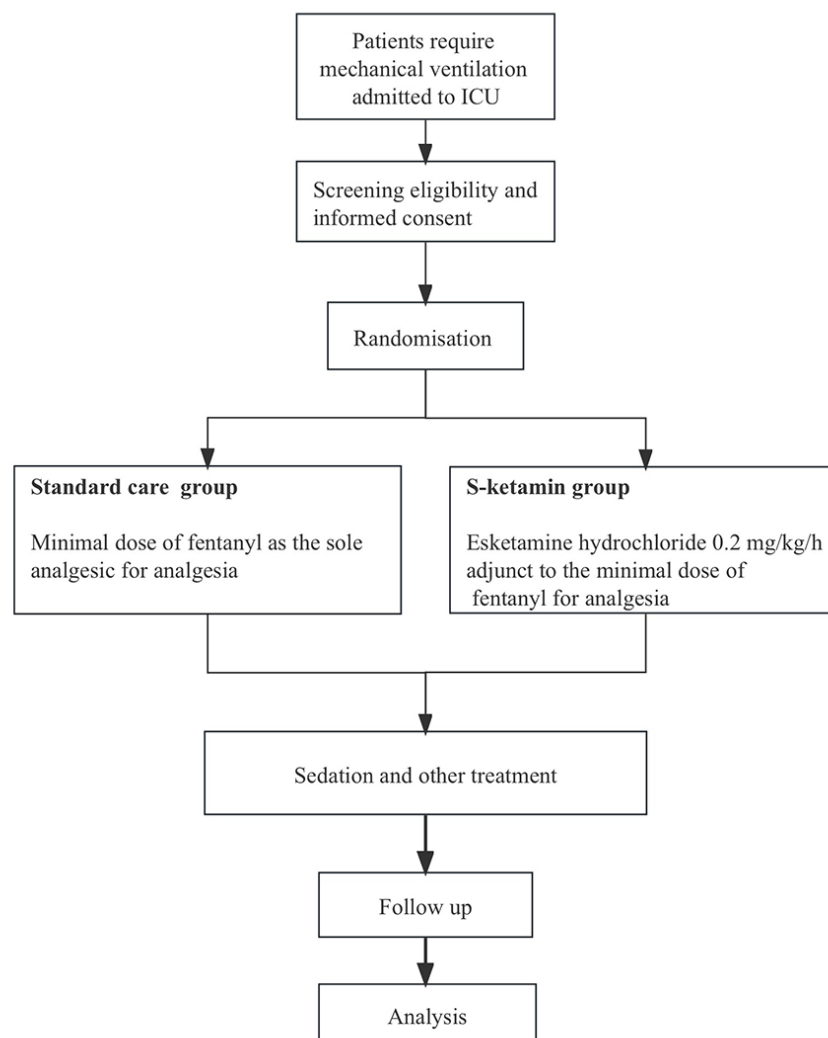 Patients require
mechanical ventilation
admitted to ICU
Screening eligibility and
informed consent
Randomisation
Standard care group
Minimal dose of fentanyl as the sole
analgesic for analgesia
S-ketamin group
Esketamine hydrochloride 0.2 mg/kg/h
adjunct to the minimal dose of
fentanyl for analgesia
Sedation and other treatment
Follow up
Analysis